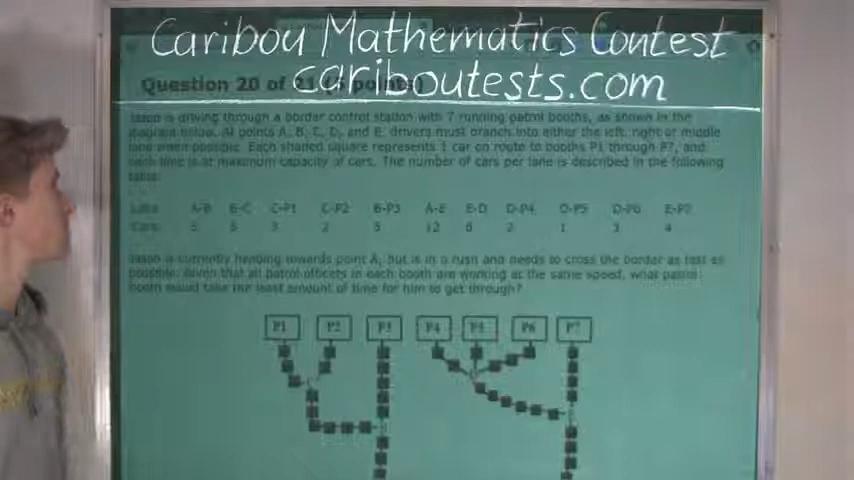 Caribou Mathematics Contest
cariboutests.com
Question 20 of 21 (5 points)
Jason is driving through a border control station with 7 running patrol booths, as shown in the
diagram below. At points A, B, C, D, and E, drivers must branch into either the left, right or middle
lane when possible. Each shaded square represents 1 car on route to booths P1 through P7, and
each lane is at maximum capacity of cars. The number of cars per lane is described in the following
table:
A-B B-C C-P1 C-P2 B-P3 A-E E-D D-P4 D-P5 D-P6 E-P7
Cars: 5 3 2 5 12 2 1 3 4
Jason is currently heading towards point A, but is in a rush and needs to cross the border as fast as
possible. Given that all patrol officers in each booth are working at the same speed, what patrol
booth would take the least amount of time for him to get through?
P1 P2 P3 P4 P5 P6 P7